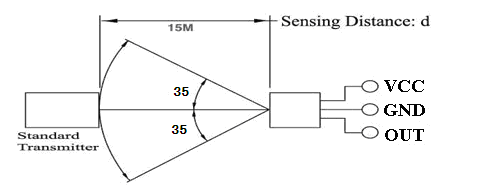 15M
Sensing Distance: d
35
35
VCC
GND
OUT
Standard
Transmitter